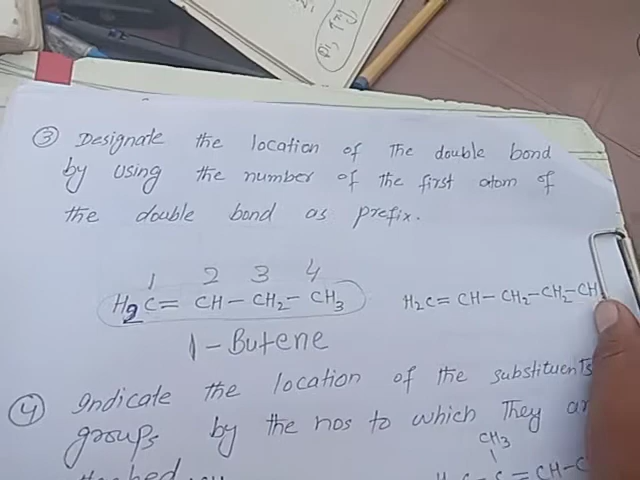 ③ Designate the location of the double bond
by using the number of the first atom of
the double bond as prefix.
1 2 3 4
H2C= CH- CH2- CH3
H2C= CH- CH2-CH2-CH
1- Butene
④ Indicate the location of the substituents
groups by the nos to which They ar
CH3
C=CH-C